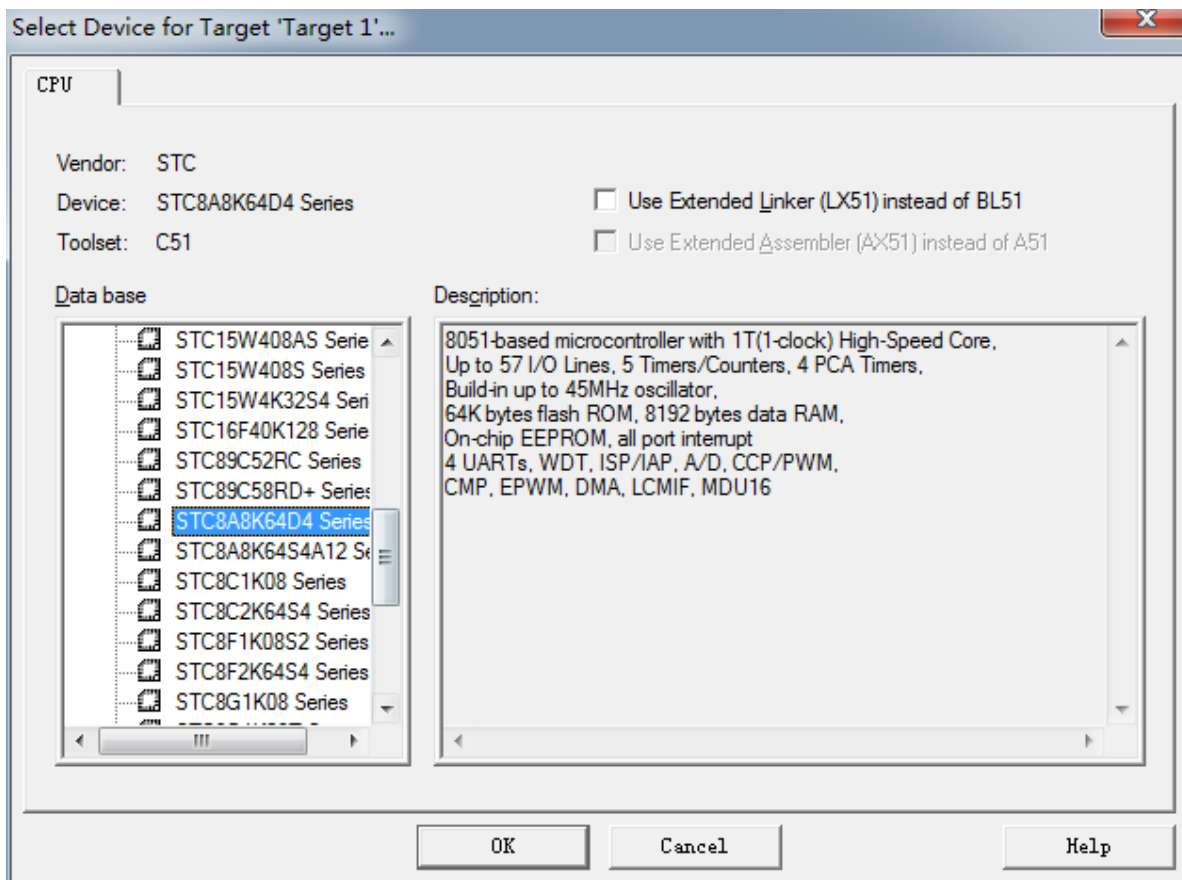 Select Device for Target 'Target 1'...
CPU
Vendor: STC
Device: STC8A8K64D4 Series
Toolset: C51
Use Extended Linker (LX51) instead of BL51
Use Extended Assembler (AX51) instead of A51
Data base
STC15W408AS Serie
STC15W408S Series
STC15W4K32S4 Seri
STC16F40K128 Serie
STC89C52RC Series
STC89C58RD+ Series
STC8A8K64D4 Series
STC8A8K64S4A12 Se
STC8C1K08 Series
STC8C2K64S4 Series
STC8F1K08S2 Series
STC8F2K64S4 Series
STC8G1K08 Series
Description:
8051-based microcontroller with 1T(1-clock) High-Speed Core,
Up to 57 I/O Lines, 5 Timers/Counters, 4 PCA Timers,
Build-in up to 45MHz oscillator,
64K bytes flash ROM, 8192 bytes data RAM,
On-chip EEPROM, all port interrupt
4 UARTs, WDT, ISP/IAP, A/D, CCP/PWM,
CMP, EPWM, DMA, LCMIF, MDU16
OK
Cancel
Help